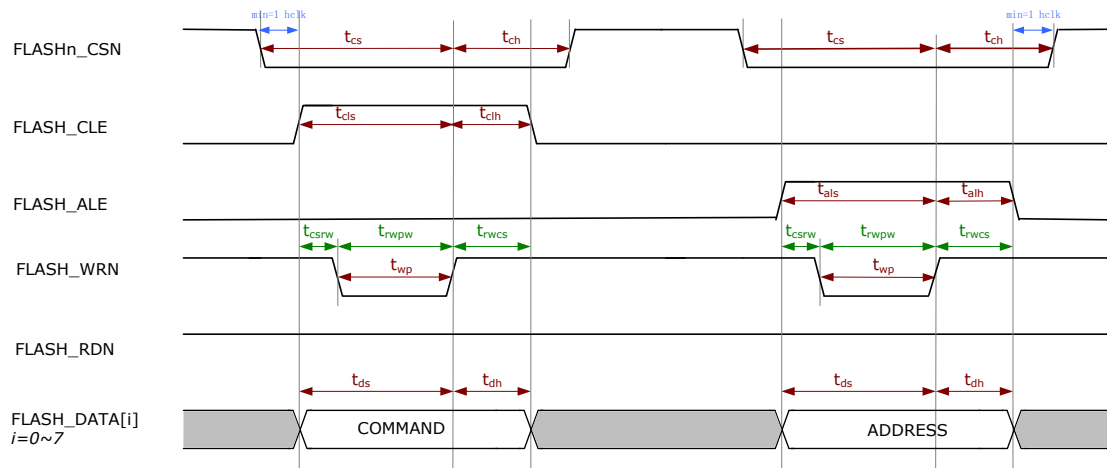 min=1 hclk
min=1 hclk
FLASHn_CSN
tcs
tch
tcs
tch
FLASH_CLE
tcls
tclh
FLASH_ALE
tals
talh
tcsrw
trwpw
trwcs
tcsrw
trwpw
trwcs
FLASH_WRN
twp
twp
FLASH_RDN
tds
tdh
tds
tdh
FLASH_DATA[i]
i=0~7
COMMAND
ADDRESS